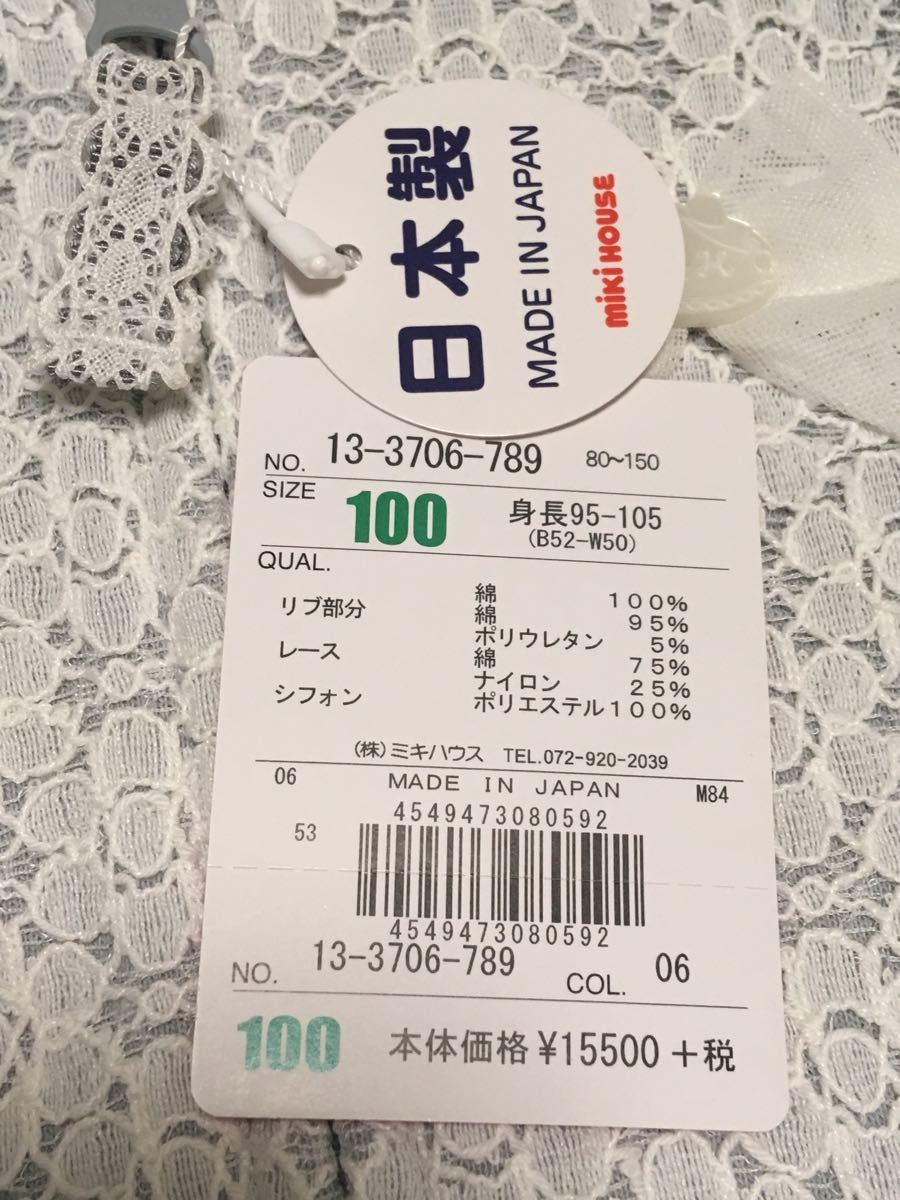 日本製
MADE IN JAPAN
miKiHOUSE
NO. 13-3706-789 80~150
SIZE 100 身長95-105
(B52-W50)
QUAL.
綿 100%
リブ部分 綿 95%
ポリウレタン 5%
レース 綿 75%
ナイロン 25%
シフォン ポリエステル100%
(株)ミキハウス TEL.072-920-2039
06 MADE IN JAPAN M84
4549473080592
53
4549473080592
NO. 13-3706-789 COL. 06
100 本体価格 ¥15500 +税